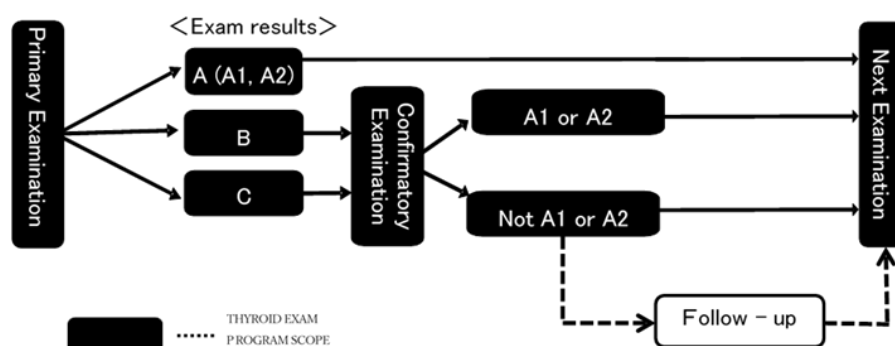 <Exam results>
Primary Examination
A (A1, A2)
B
C
Confirmatory
Examination
A1 or A2
Not A1 or A2
Follow – up
Next Examination
THYROID EXAM
PROGRAM SCOPE